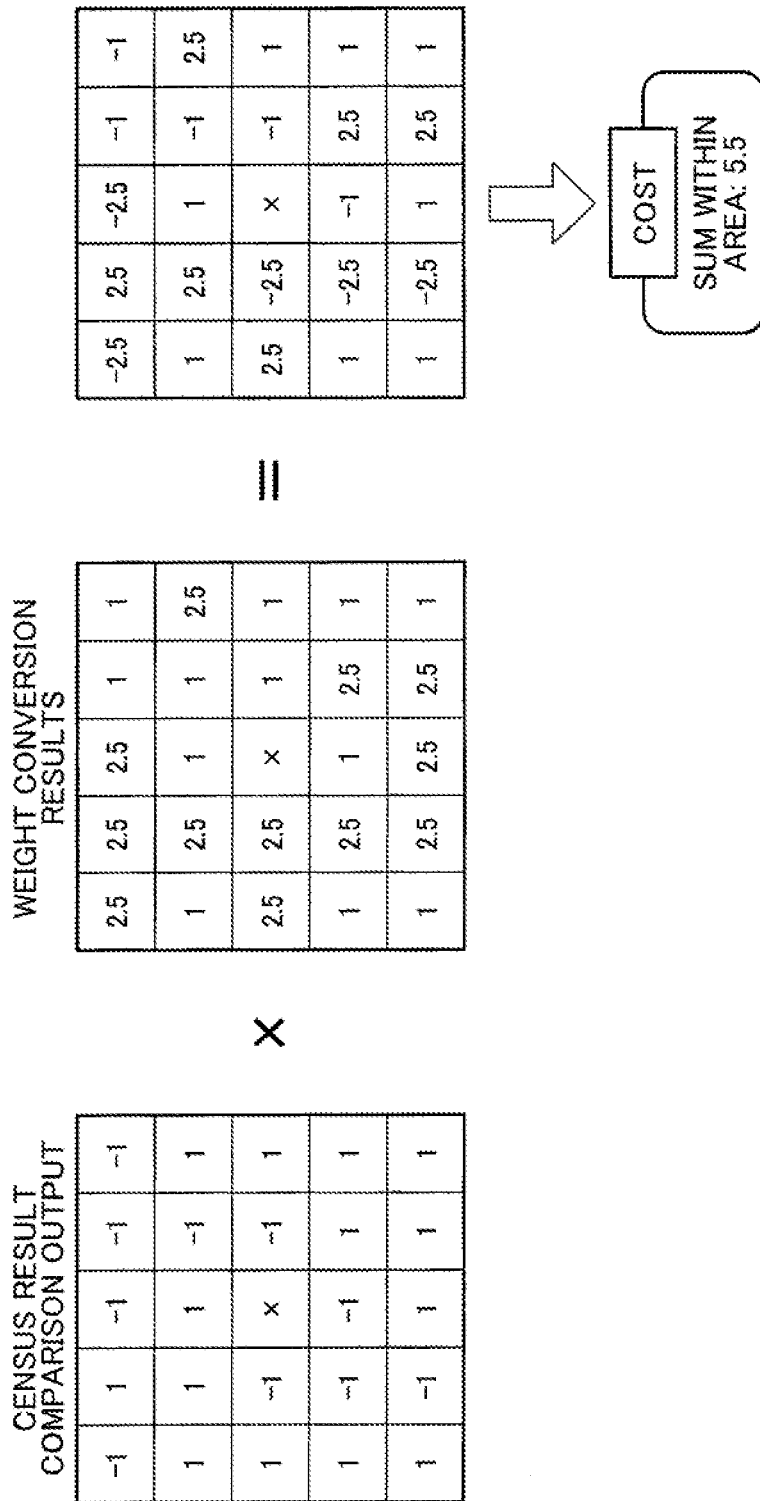 CENSUS RESULT
COMPARISON OUTPUT
-1 1 -1 -1 -1
1 1 1 -1 1
1 -1 × -1 1
1 -1 -1 1 1
1 -1 1 1 1
×
WEIGHT CONVERSION
RESULTS
2.5 2.5 2.5 1 1
1 2.5 1 1 2.5
2.5 2.5 × 1 1
1 2.5 1 2.5 1
1 2.5 2.5 2.5 1
=
-2.5 2.5 -2.5 -1 -1
1 2.5 1 -1 2.5
2.5 -2.5 × -1 1
1 -2.5 -1 2.5 1
1 -2.5 1 2.5 1
COST
SUM WITHIN
AREA: 5.5